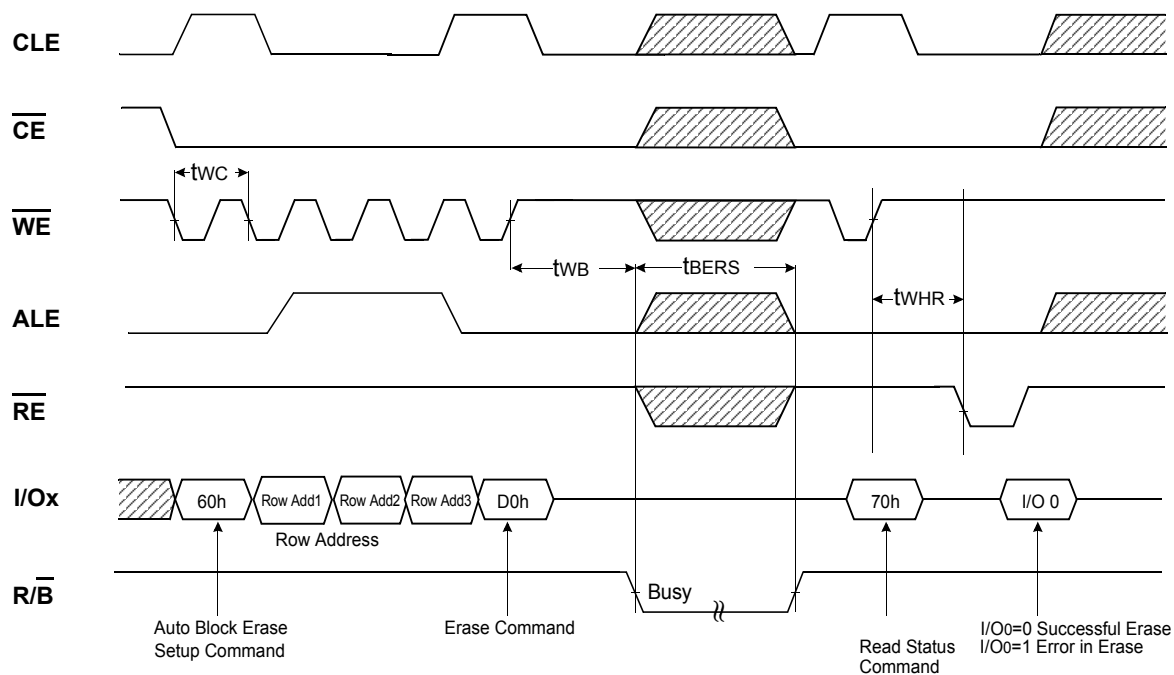 CLE
CE
tWC
WE
tWB
tBERS
tWHR
ALE
RE
I/Ox
60h
Row Add1
Row Add2
Row Add3
D0h
70h
I/O 0
Row Address
R/B
Busy
Auto Block Erase
Setup Command
Erase Command
Read Status
Command
I/O0=0 Successful Erase
I/O0=1 Error in Erase